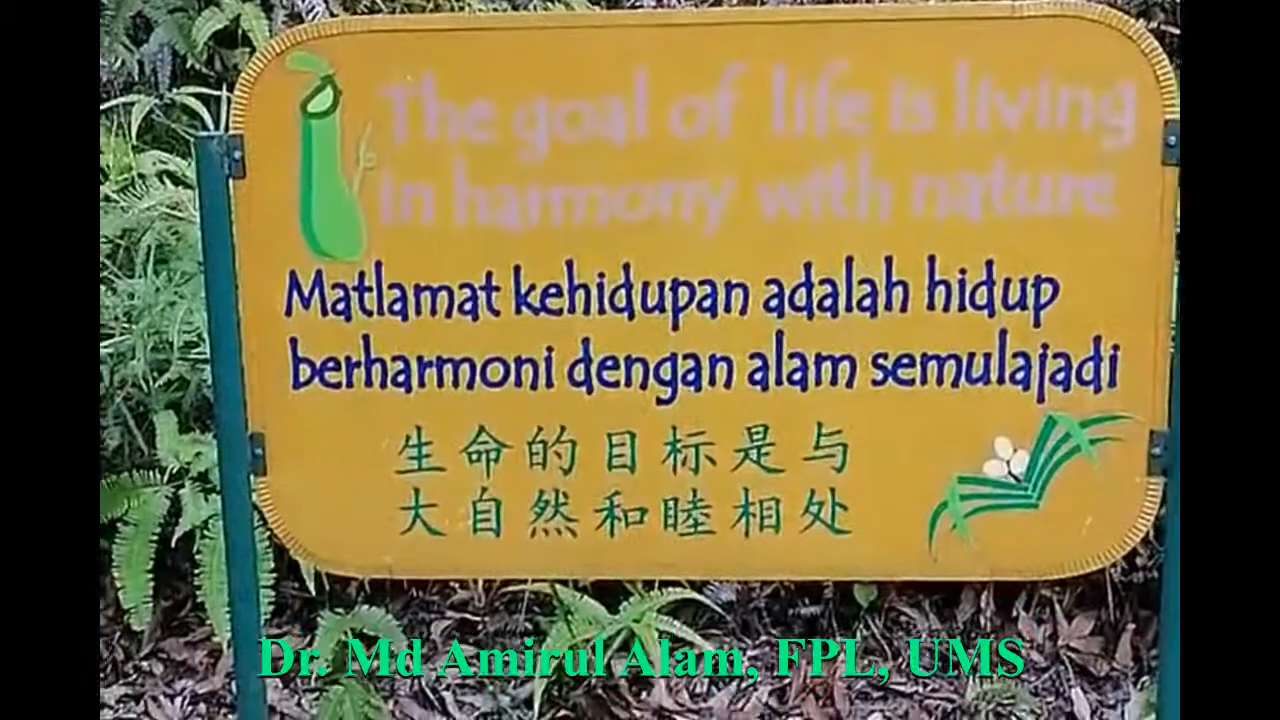 The goal of life is living
in harmony with nature
Matlamat kehidupan adalah hidup
berharmoni dengan alam semulajadi
生命的目标是与
大自然和睦相处
Dr. Md Amirul Alam, FPL, UMS